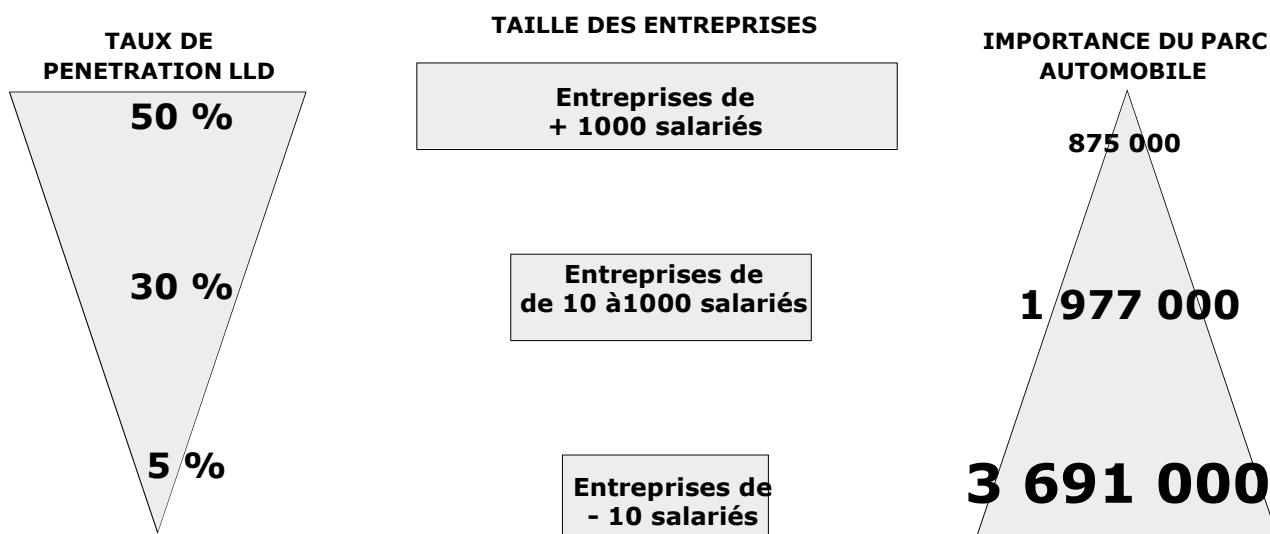 TAUX DE
PENETRATION LLD
50 %
30 %
5 %
TAILLE DES ENTREPRISES
Entreprises de
+ 1000 salariés
Entreprises de
de 10 à1000 salariés
Entreprises de
- 10 salariés
IMPORTANCE DU PARC
AUTOMOBILE
875 000
1 977 000
3 691 000